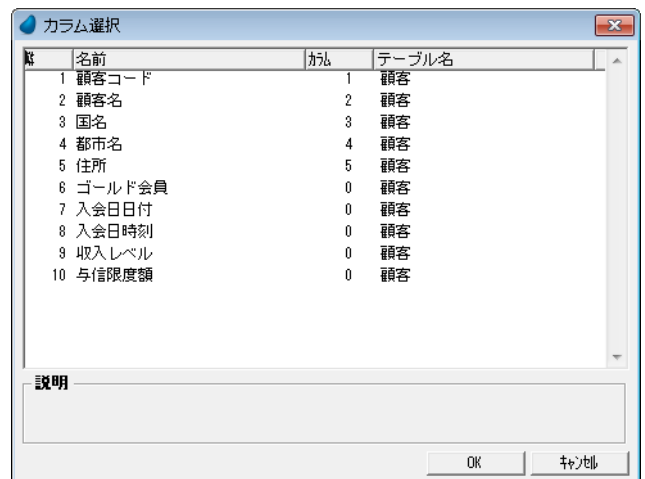 カラム選択
名前 ｶﾗﾑ テーブル名
1 顧客コード 1 顧客
2 顧客名 2 顧客
3 国名 3 顧客
4 都市名 4 顧客
5 住所 5 顧客
6 ゴールド会員 0 顧客
7 入会日日付 0 顧客
8 入会日時刻 0 顧客
9 収入レベル 0 顧客
10 与信限度額 0 顧客
説明
OK ｷｬﾝｾﾙ